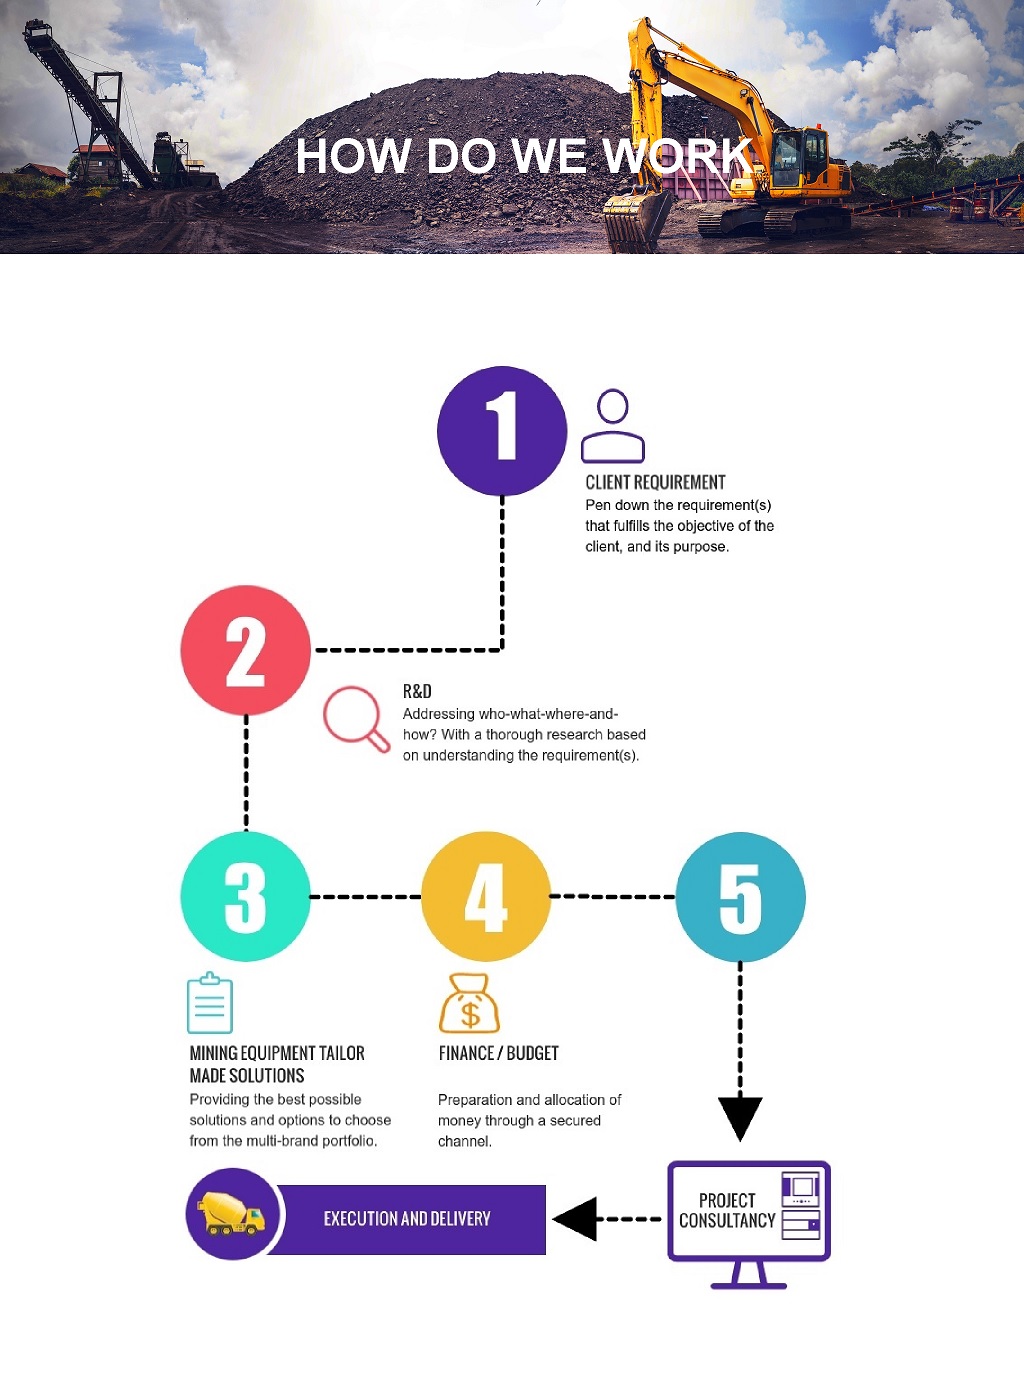 HOW DO WE WORK
1
CLIENT REQUIREMENT
Pen down the requirement(s)
that fulfills the objective of the
client, and its purpose.
2
R&D
Addressing who-what-where-and-
how? With a thorough research based
on understanding the requirement(s).
3
4
5
$
MINING EQUIPMENT TAILOR
MADE SOLUTIONS
Providing the best possible
solutions and options to choose
from the multi-brand portfolio.
FINANCE / BUDGET
Preparation and allocation of
money through a secured
channel.
PROJECT
CONSULTANCY
EXECUTION AND DELIVERY